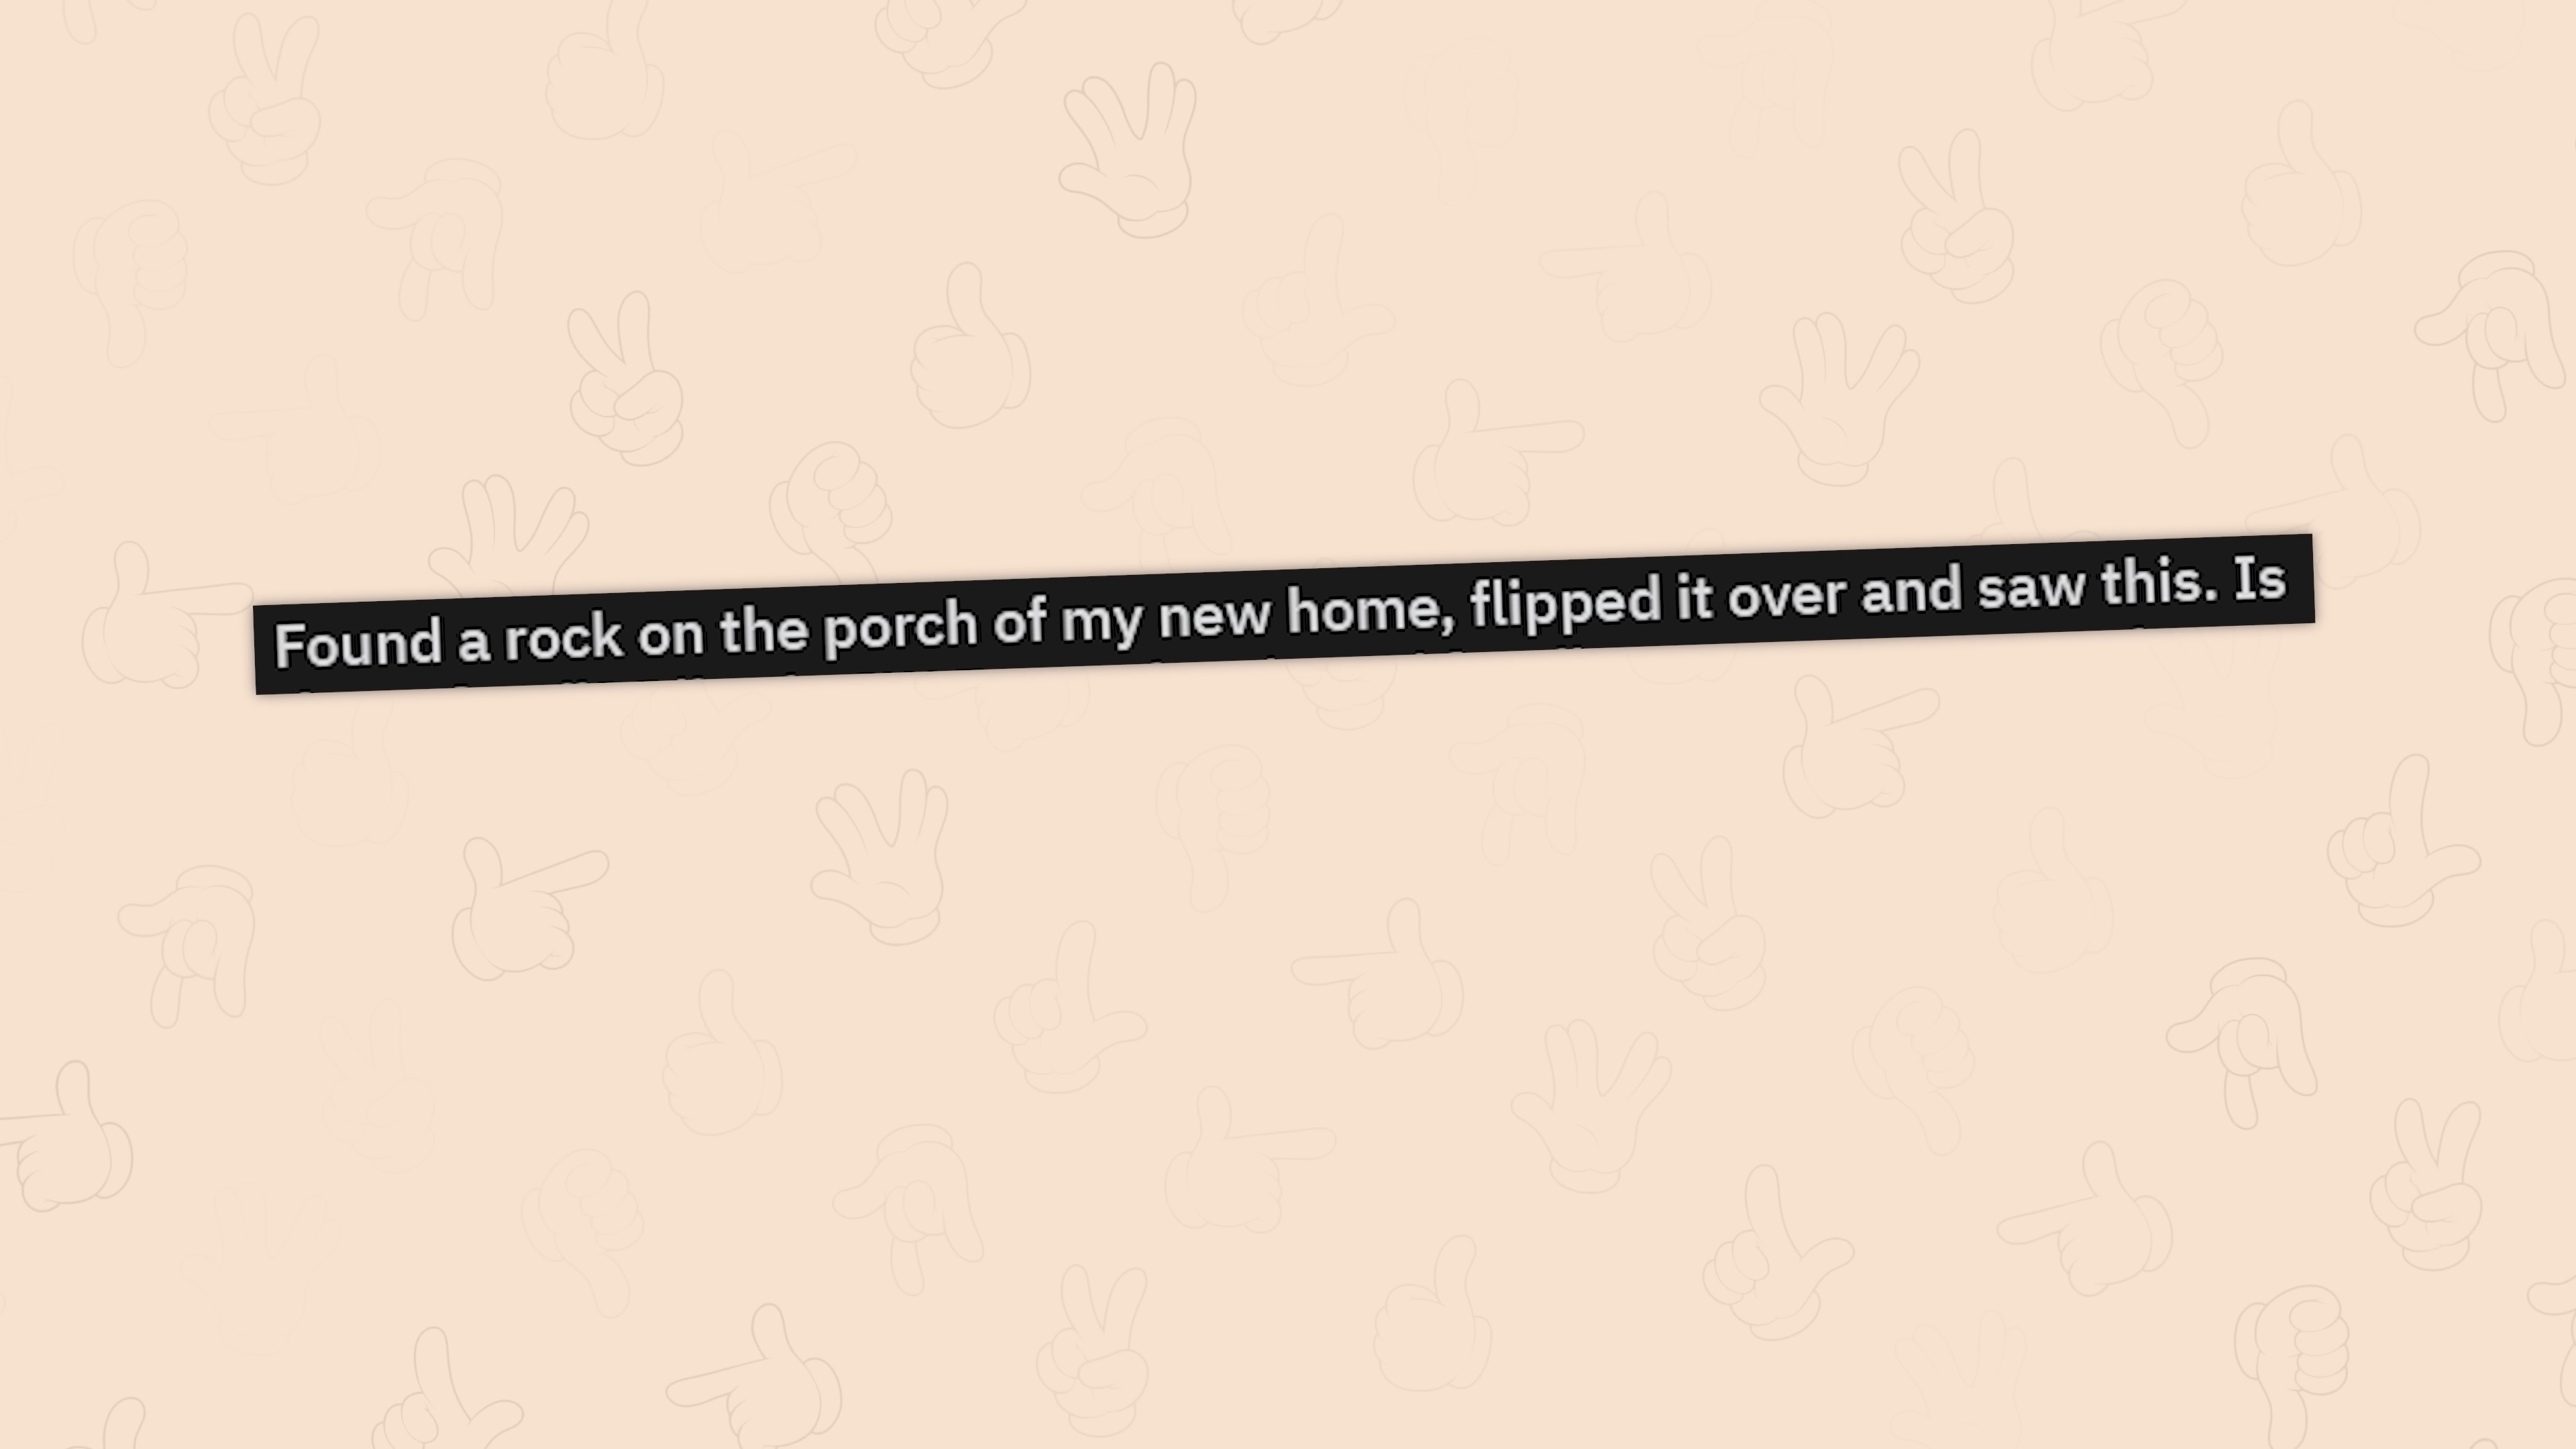 Found a rock on the porch of my new home, flipped it over and saw this. Is